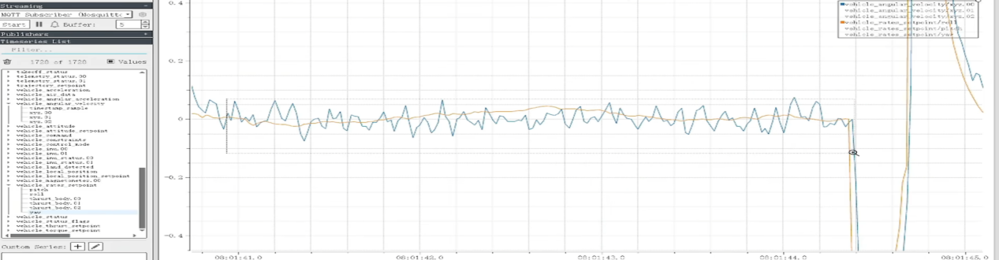 Streaming
MQTT Subscriber (Mosquitto
Start
Buffer:
5
Publishers
Timeseries List
Filter...
1728 of 1728
Values
takeoff_status
telemetry_status.00
telemetry_status.01
trajectory_setpoint
vehicle_acceleration
vehicle_air_data
vehicle_angular_acceleration
vehicle_angular_velocity
timestamp_sample
xyz.00
xyz.01
xyz.02
vehicle_attitude
vehicle_attitude_setpoint
vehicle_command
vehicle_constraints
vehicle_control_mode
vehicle_imu.00
vehicle_imu.01
vehicle_imu_status.00
vehicle_imu_status.01
vehicle_land_detected
vehicle_local_position
vehicle_local_position_setpoint
vehicle_magnetometer.00
vehicle_rates_setpoint
pitch
roll
thrust_body.00
thrust_body.01
thrust_body.02
yaw
vehicle_status
vehicle_status_flags
vehicle_thrust_setpoint
vehicle_torque_setpoint
Custom Series:
0.4
0.2
0
-0.2
-0.4
vehicle_angular_velocity/xyz.00
vehicle_angular_velocity/xyz.01
vehicle_angular_velocity/xyz.02
vehicle_rates_setpoint/roll
vehicle_rates_setpoint/pitch
vehicle_rates_setpoint/yaw
08:01:41.0 08:01:42.0 08:01:43.0 08:01:44.0 08:01:45.0